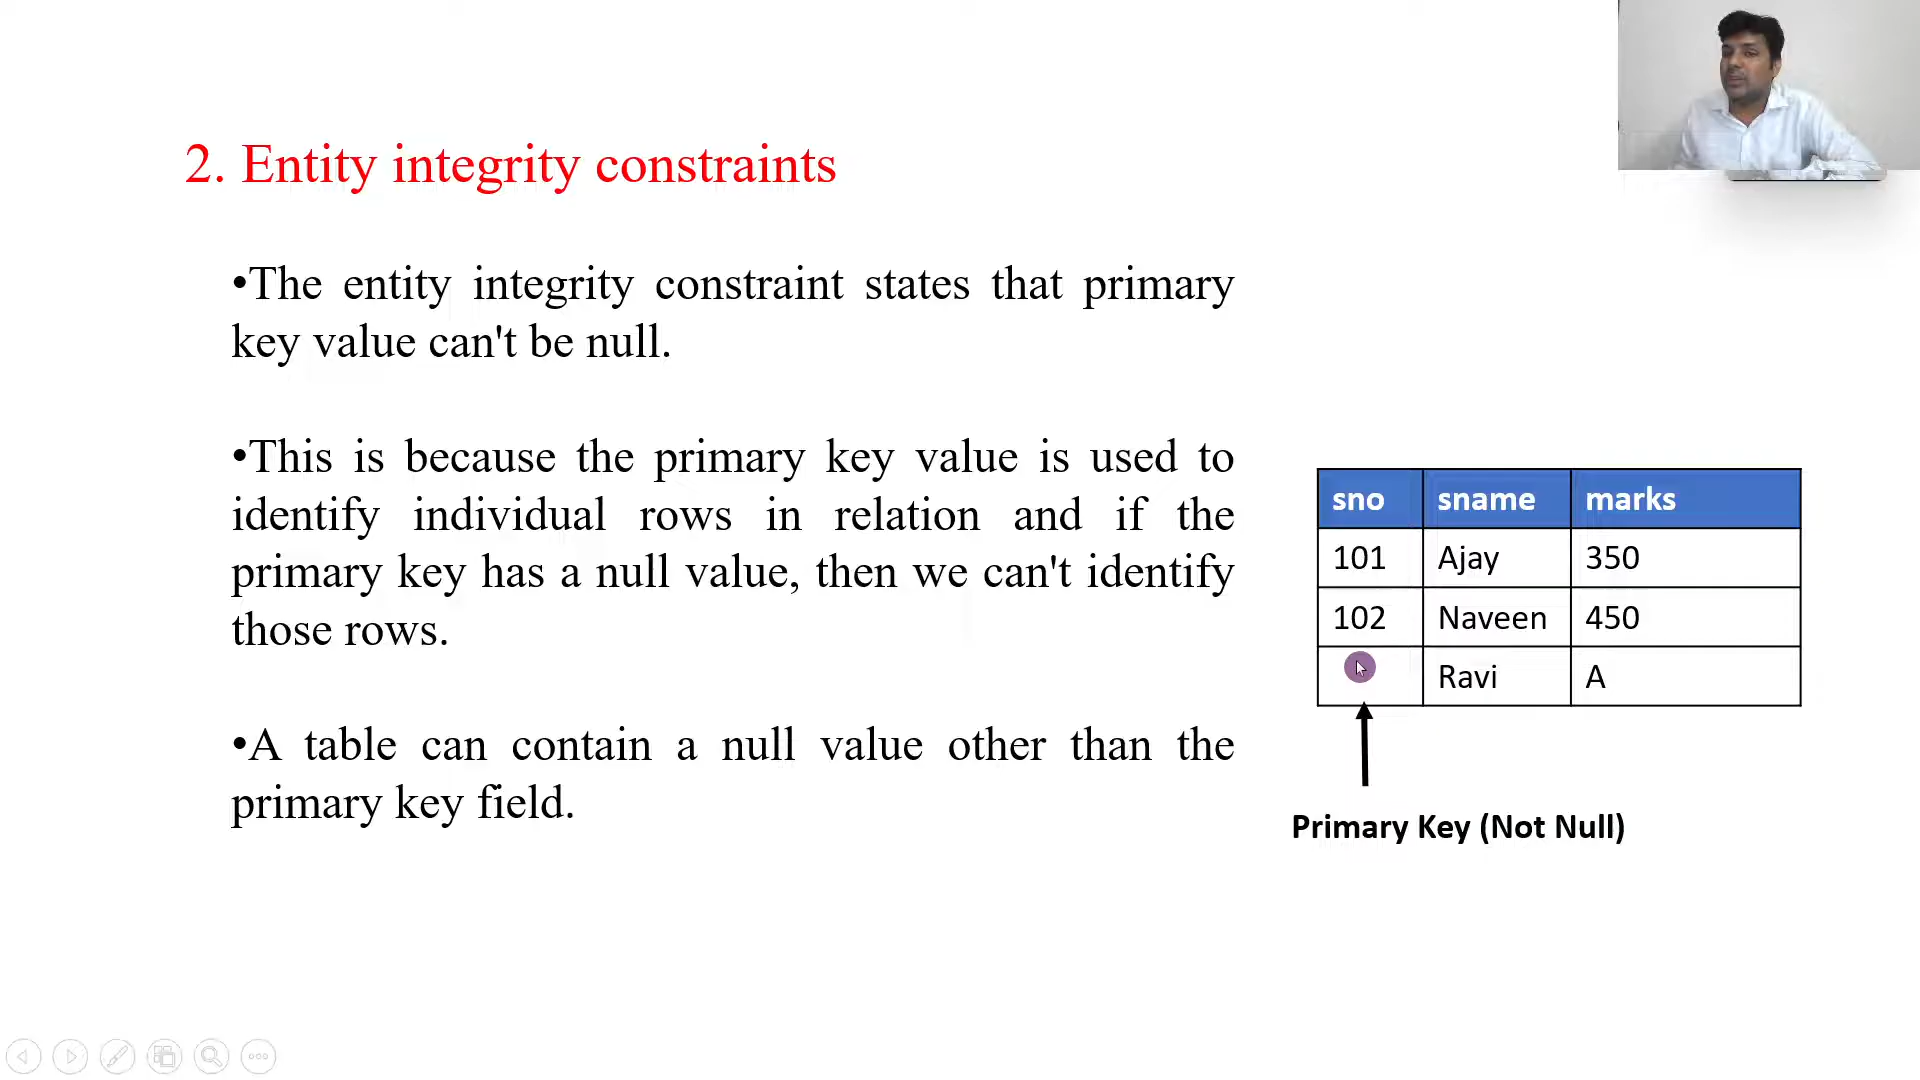 2. Entity integrity constraints
•The entity integrity constraint states that primary
key value can't be null.
•This is because the primary key value is used to
identify individual rows in relation and if the
primary key has a null value, then we can't identify
those rows.
•A table can contain a null value other than the
primary key field.
sno sname marks
101 Ajay 350
102 Naveen 450
Ravi A
Primary Key (Not Null)